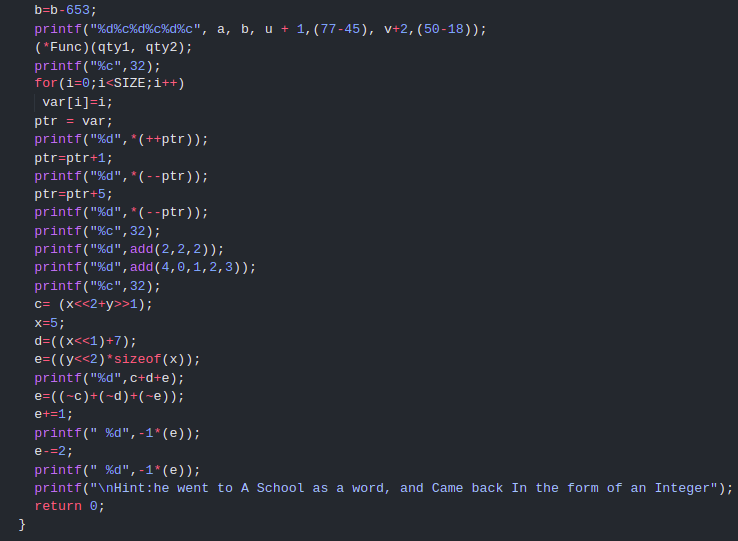 b=b-653;
printf("%d%c%d%c%d%c", a, b, u + 1,(77-45), v+2,(50-18));
(*Func)(qty1, qty2);
printf("%c",32);
for(i=0;i<SIZE;i++)
var[i]=i;
ptr = var;
printf("%d",*(++ptr));
ptr=ptr+1;
printf("%d",*(--ptr));
ptr=ptr+5;
printf("%d",*(--ptr));
printf("%c",32);
printf("%d",add(2,2,2));
printf("%d",add(4,0,1,2,3));
printf("%c",32);
c= (x<<2+y>>1);
x=5;
d=((x<<1)+7);
e=((y<<2)*sizeof(x));
printf("%d",c+d+e);
e=((~c)+(~d)+(~e));
e+=1;
printf(" %d",-1*(e));
e-=2;
printf(" %d",-1*(e));
printf("\nHint:he went to A School as a word, and Came back In the form of an Integer");
return 0;
}